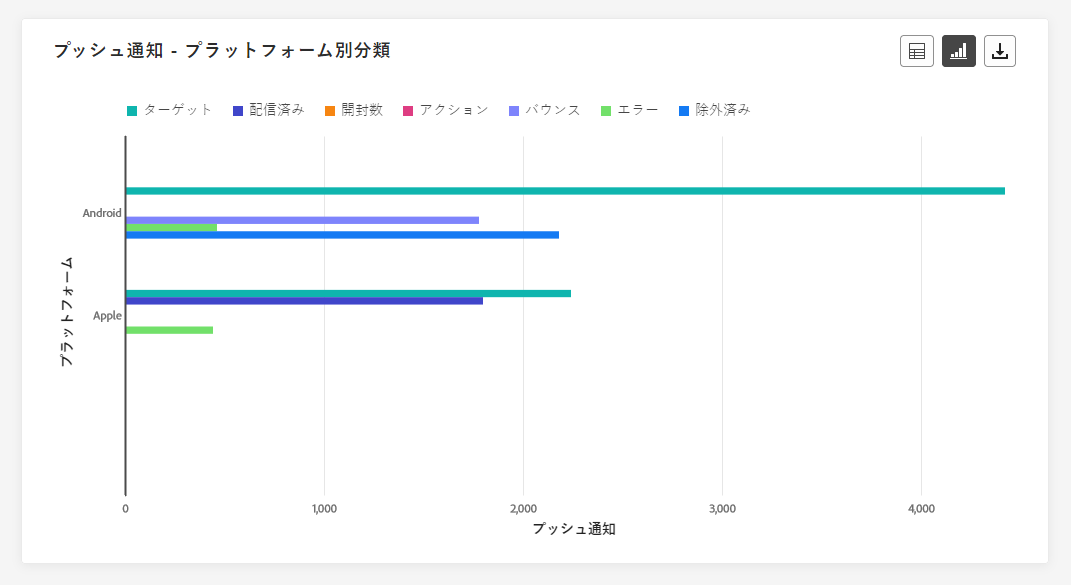 プッシュ通知 - プラットフォーム別分類
ターゲット 配信済み 開封数 アクション バウンス エラー 除外済み
Android
Apple
プラットフォーム
0 1,000 2,000 3,000 4,000
プッシュ通知